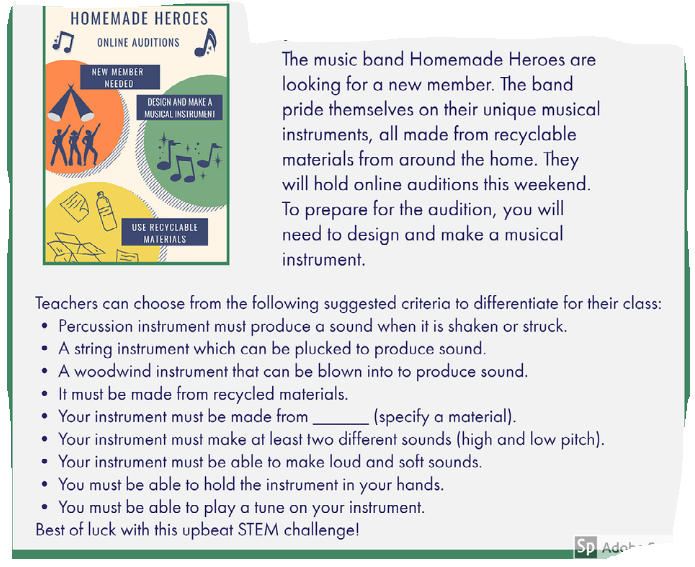 HOMEMADE HEROES
ONLINE AUDITIONS
NEW MEMBER
NEEDED
DESIGN AND MAKE A
MUSICAL INSTRUMENT
USE RECYCLABLE
MATERIALS
The music band Homemade Heroes are
looking for a new member. The band
pride themselves on their unique musical
instruments, all made from recyclable
materials from around the home. They
will hold online auditions this weekend.
To prepare for the audition, you will
need to design and make a musical
instrument.
Teachers can choose from the following suggested criteria to differentiate for their class:
• Percussion instrument must produce a sound when it is shaken or struck.
• A string instrument which can be plucked to produce sound.
• A woodwind instrument that can be blown into to produce sound.
• It must be made from recycled materials.
• Your instrument must be made from ______ (specify a material).
• Your instrument must make at least two different sounds (high and low pitch).
• Your instrument must be able to make loud and soft sounds.
• You must be able to hold the instrument in your hands.
• You must be able to play a tune on your instrument.
Best of luck with this upbeat STEM challenge!
Sp